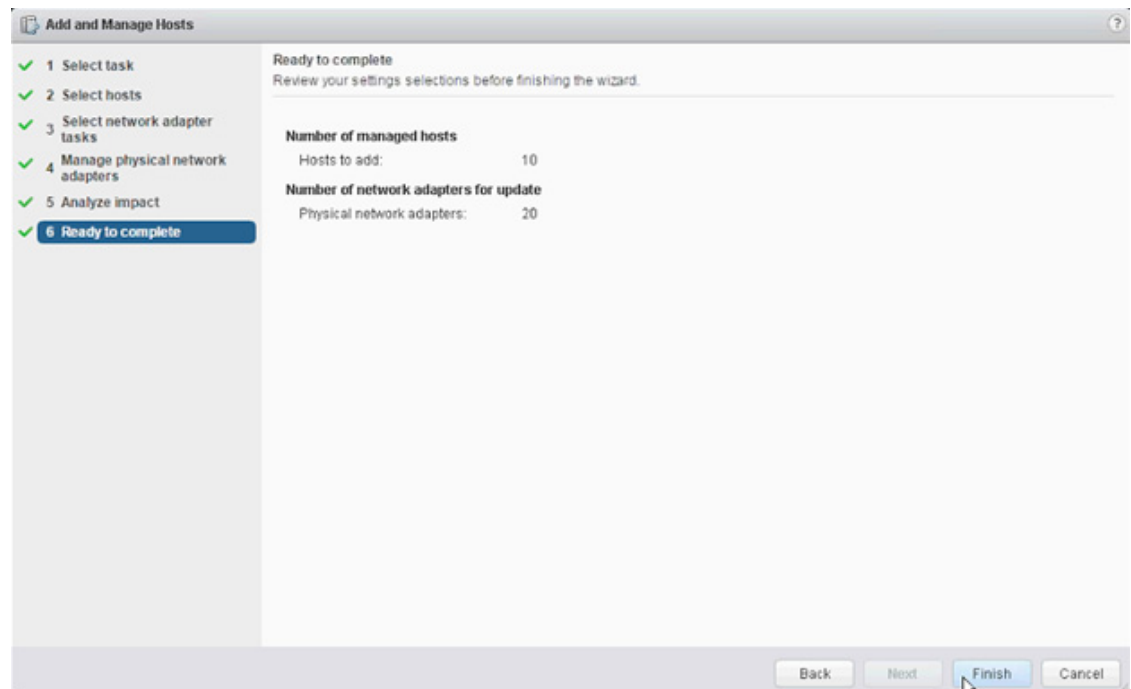 Add and Manage Hosts
?
1 Select task
2 Select hosts
3 Select network adapter
tasks
4 Manage physical network
adapters
5 Analyze impact
6 Ready to complete
Ready to complete
Review your settings selections before finishing the wizard.
Number of managed hosts
Hosts to add: 10
Number of network adapters for update
Physical network adapters: 20
Back Next Finish Cancel